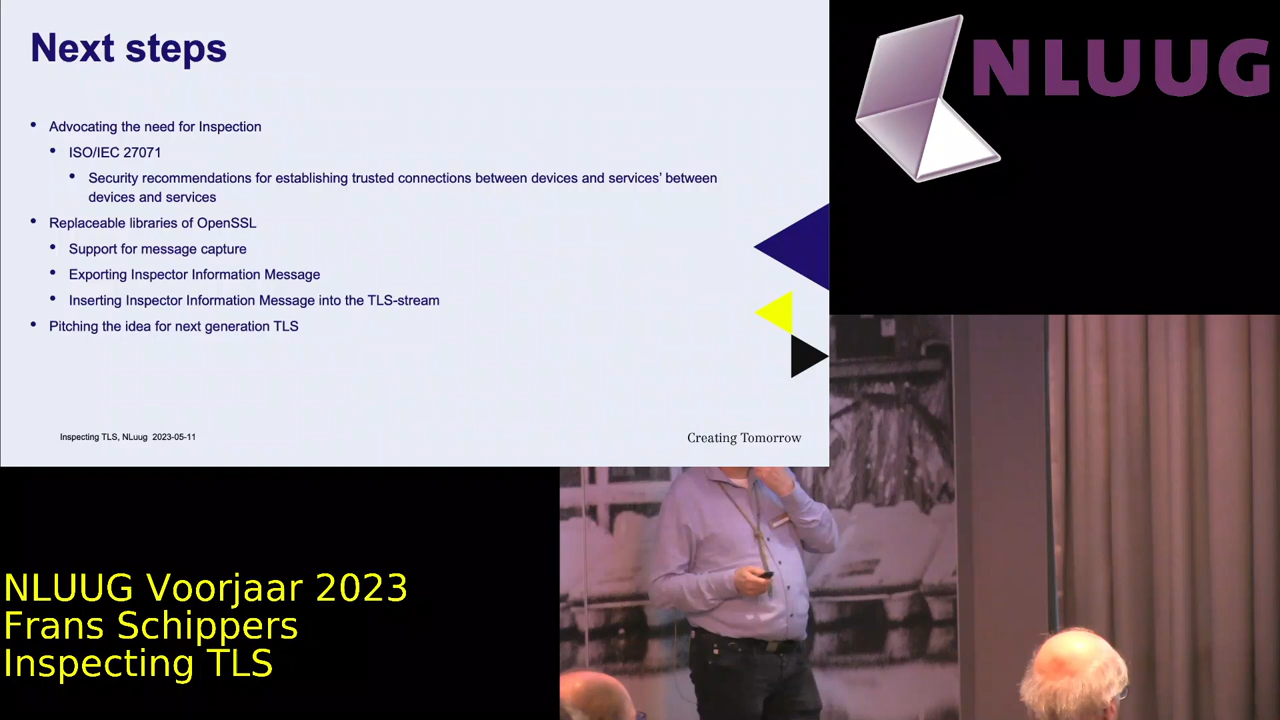 Next steps
• Advocating the need for Inspection
• ISO/IEC 27071
• Security recommendations for establishing trusted connections between devices and services' between
devices and services
• Replaceable libraries of OpenSSL
• Support for message capture
• Exporting Inspector Information Message
• Inserting Inspector Information Message into the TLS-stream
• Pitching the idea for next generation TLS
Inspecting TLS, NLuug 2023-05-11
Creating Tomorrow
NLUUG
NLUUG Voorjaar 2023
Frans Schippers
Inspecting TLS